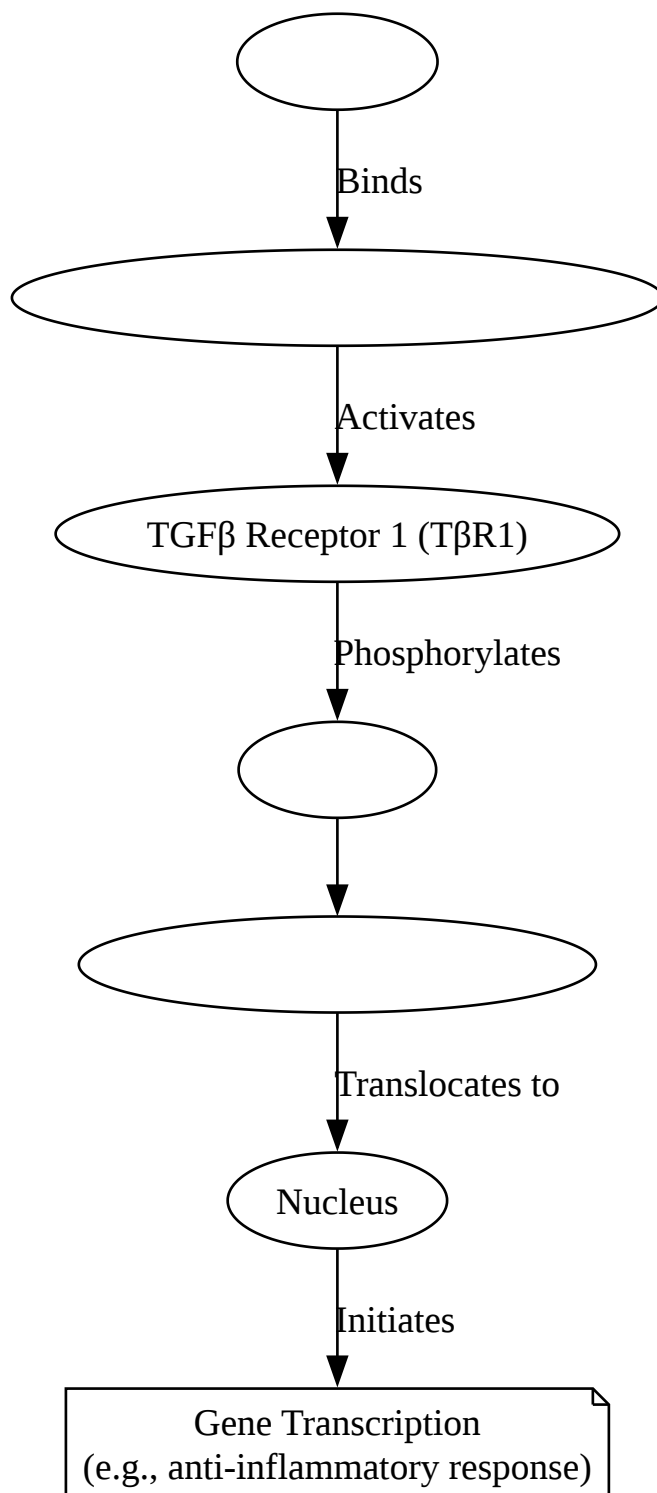 Binds
Activates
TGFβ Receptor 1 (TβR1)
Phosphorylates
Translocates to
Nucleus
Initiates
Gene Transcription
(e.g., anti-inflammatory response)